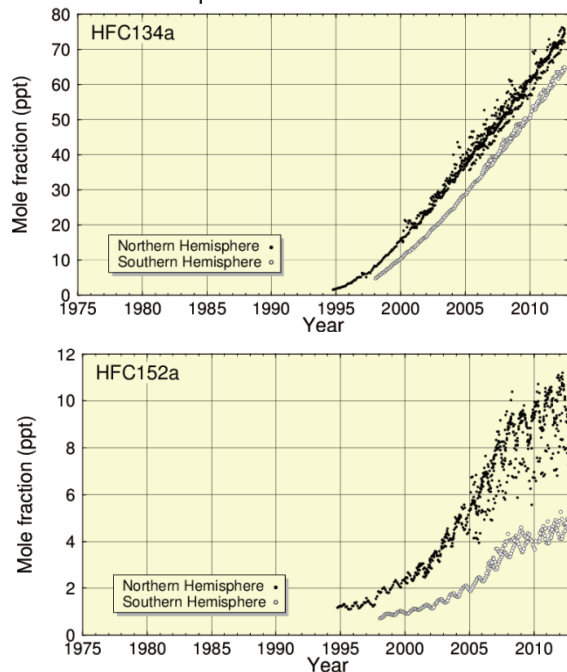 HFC134a
80
70
60
50
40
30
20
10
0
Mole fraction (ppt)
Northern Hemisphere
Southern Hemisphere
1975 1980 1985 1990 1995 2000 2005 2010
Year
HFC152a
12
10
8
6
4
2
0
Mole fraction (ppt)
Northern Hemisphere
Southern Hemisphere
1975 1980 1985 1990 1995 2000 2005 2010
Year